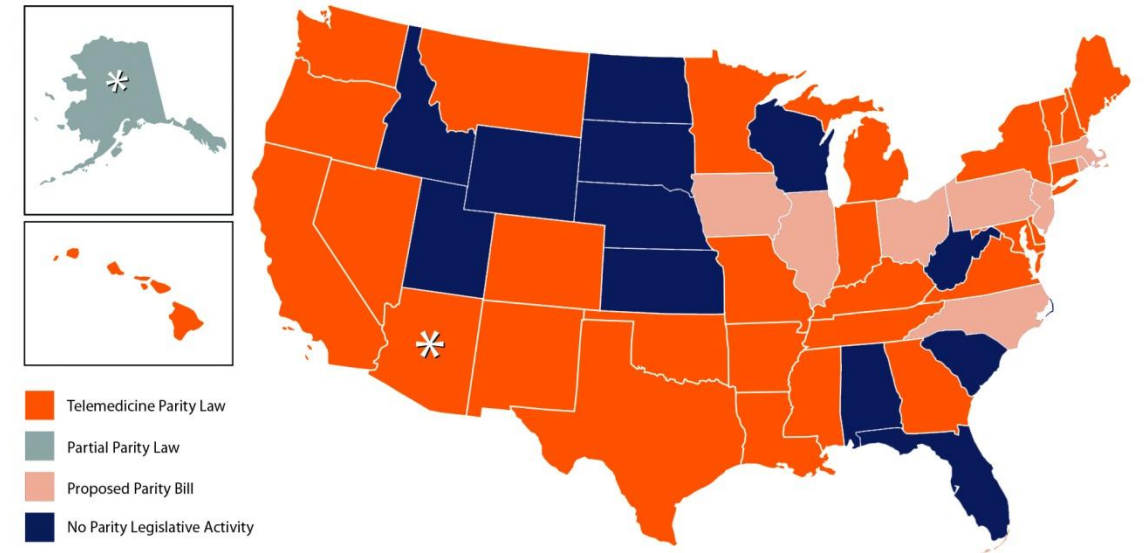 *
*
Telemedicine Parity Law
Partial Parity Law
Proposed Parity Bill
No Parity Legislative Activity